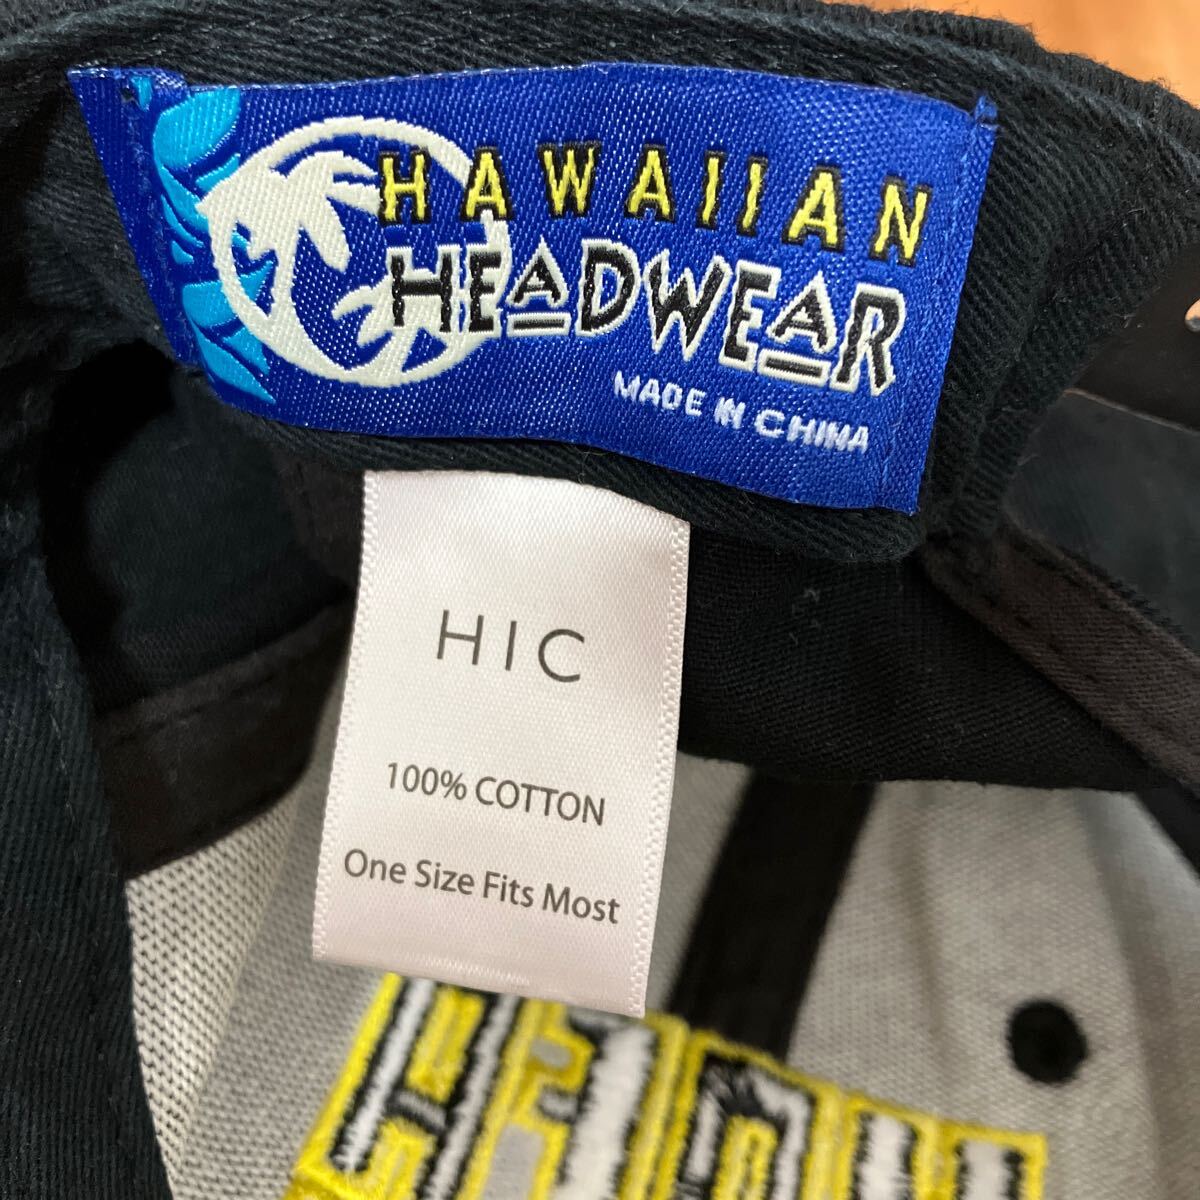 HAWAIIAN
HEADWEAR
MADE IN CHINA
HIC
100% COTTON
One Size Fits Most